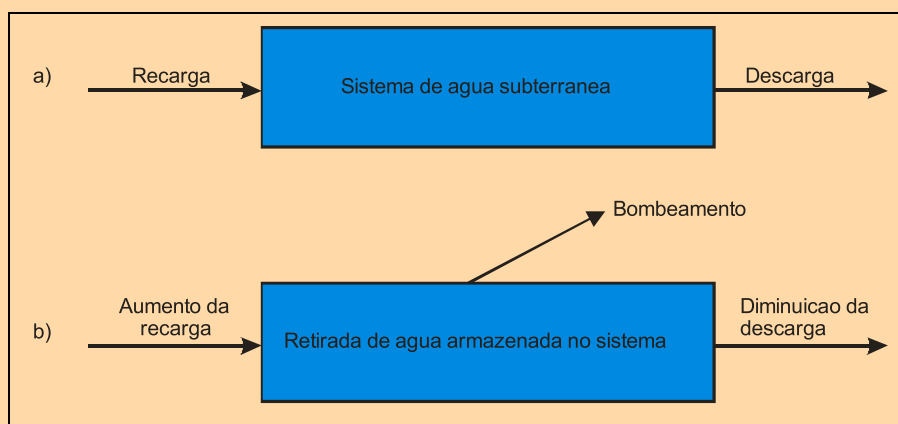 a)
Recarga
Sistema de agua subterranea
Descarga
Bombeamento
b)
Aumento da
recarga
Retirada de agua armazenada no sistema
Diminuicao da
descarga